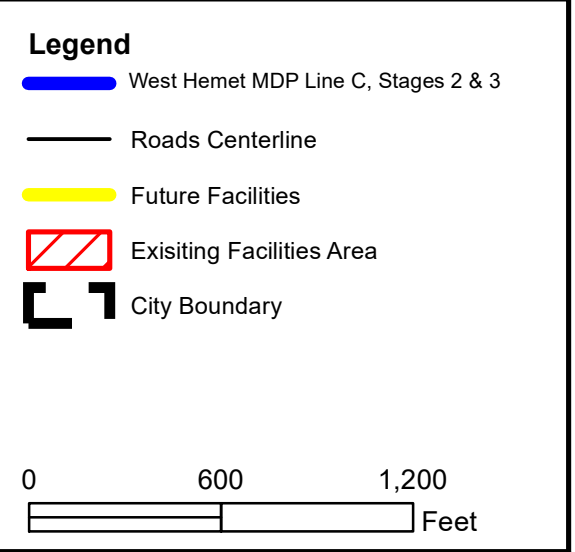 Legend
West Hemet MDP Line C, Stages 2 & 3
Roads Centerline
Future Facilities
Exisiting Facilities Area
City Boundary
0 600 1,200
Feet